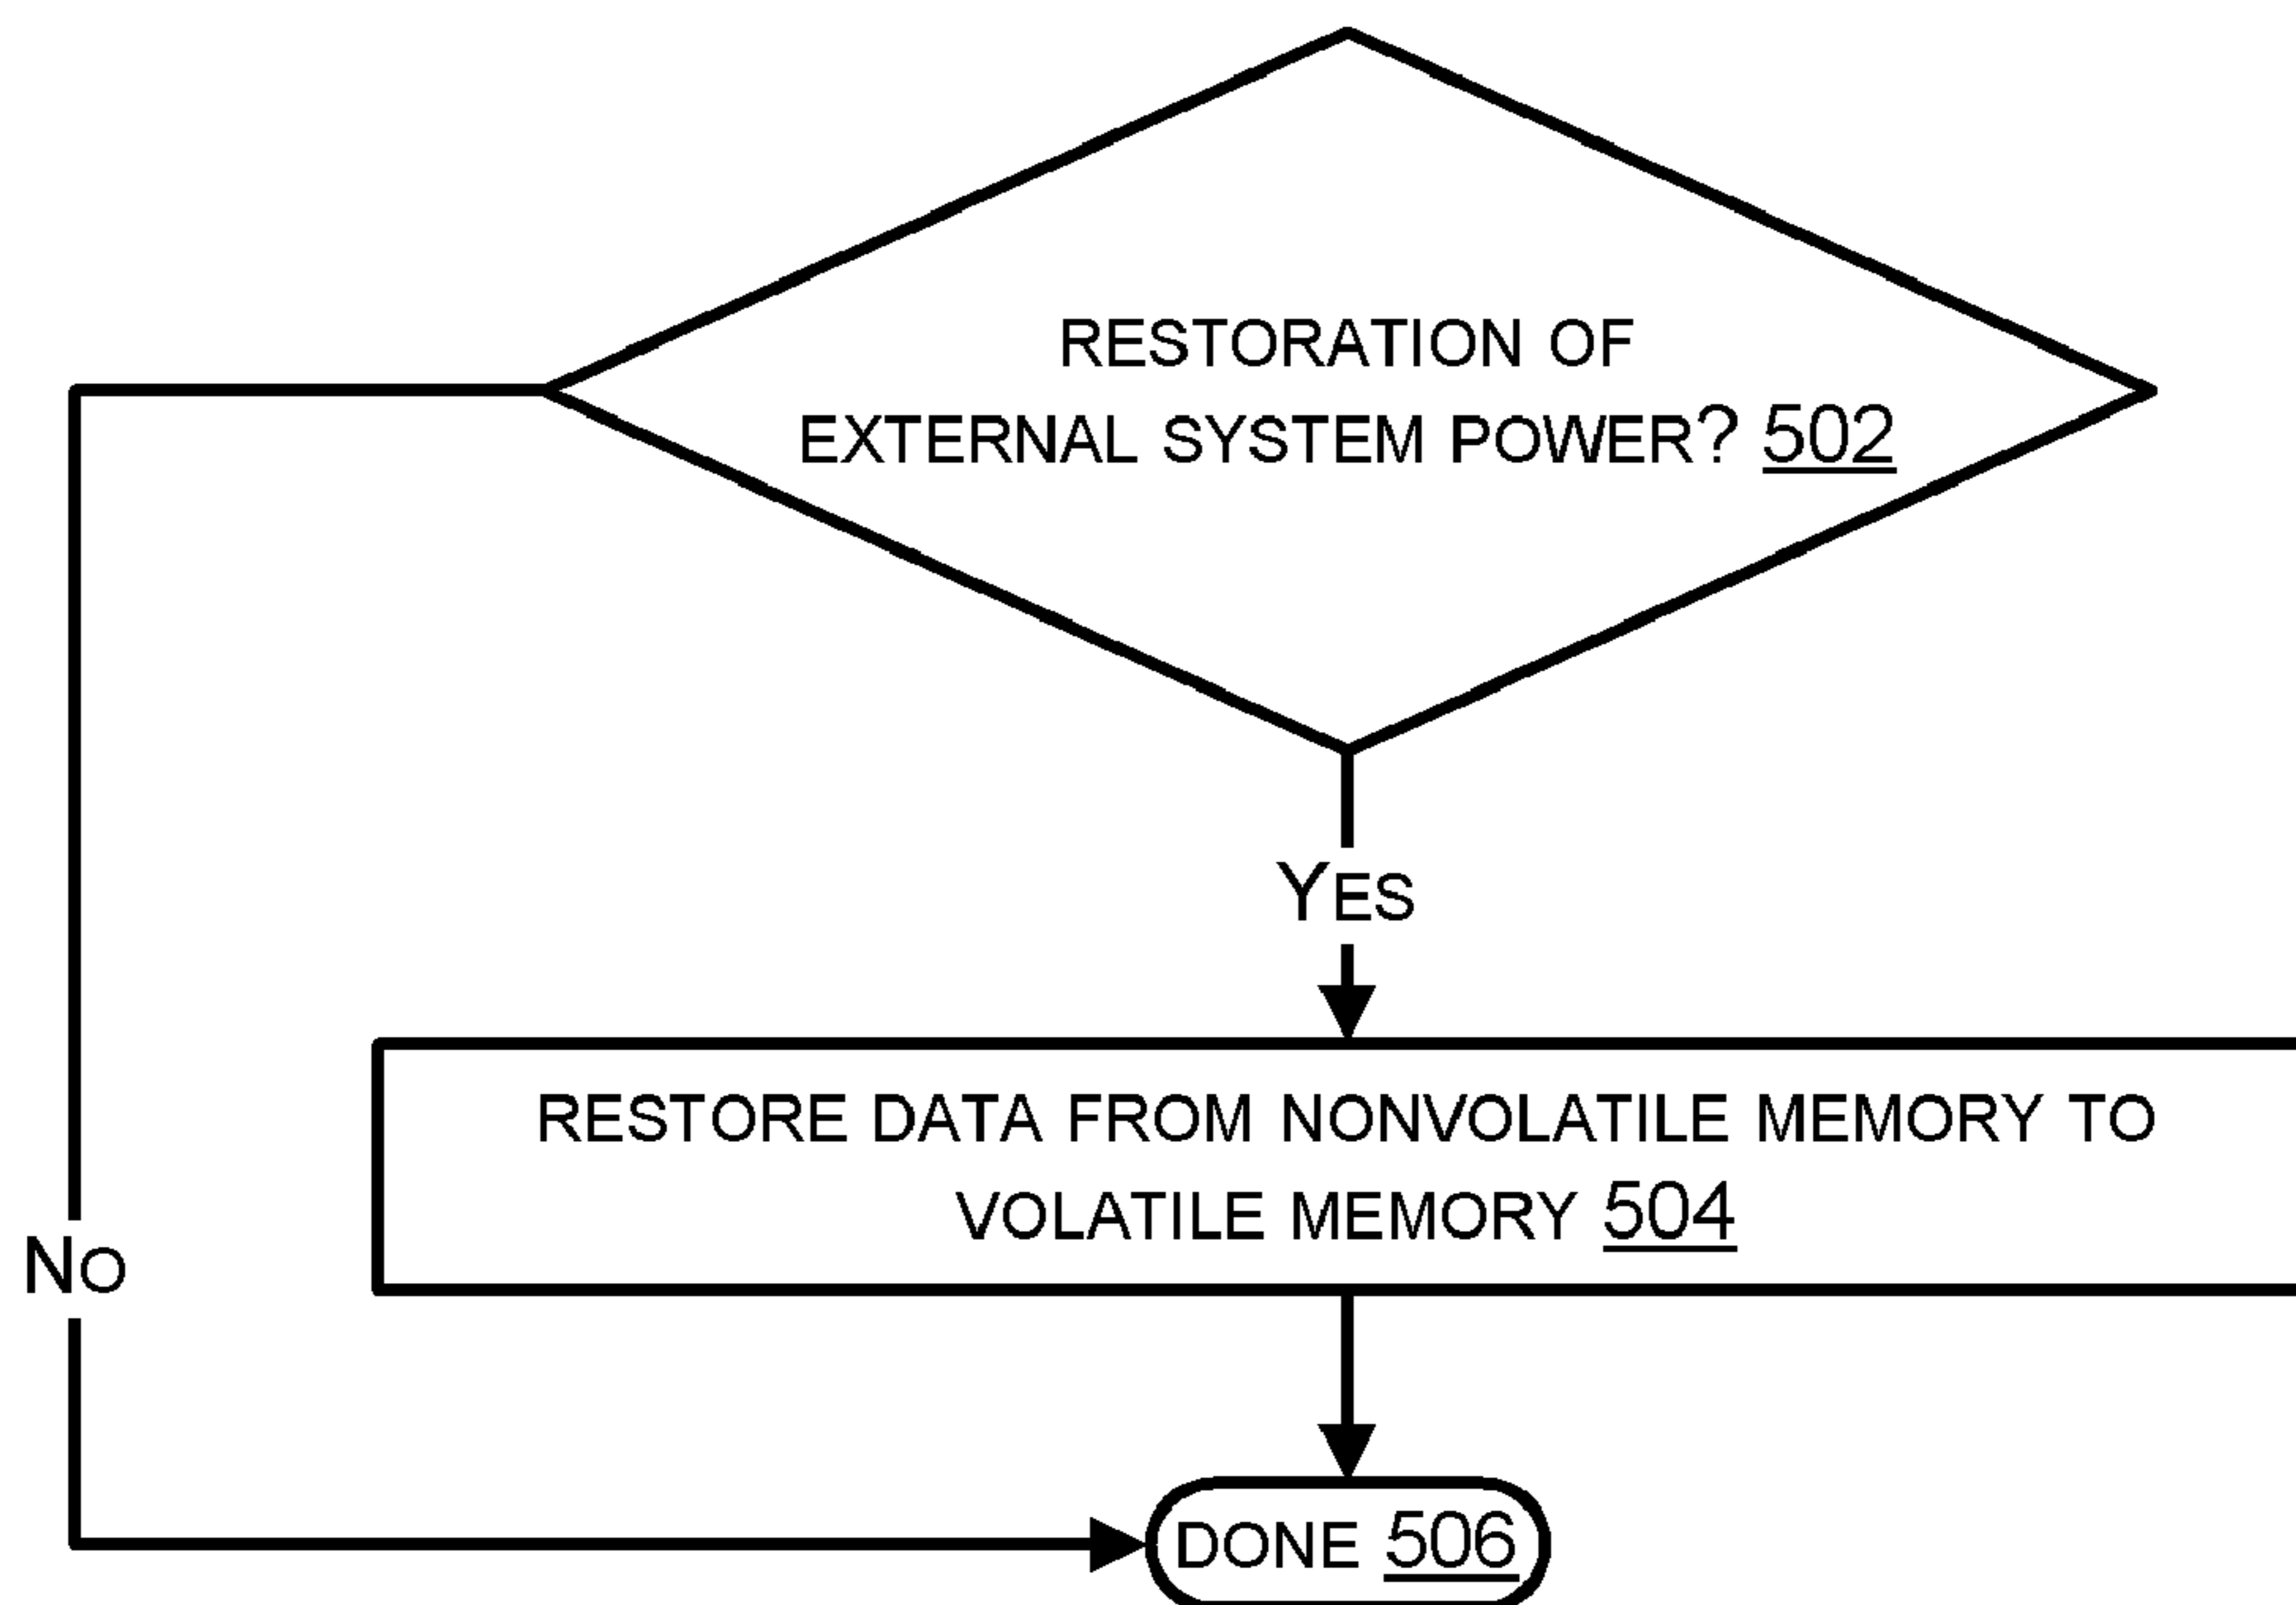 RESTORATION OF
EXTERNAL SYSTEM POWER? 502
YES
RESTORE DATA FROM NONVOLATILE MEMORY TO
VOLATILE MEMORY 504
NO
DONE 506